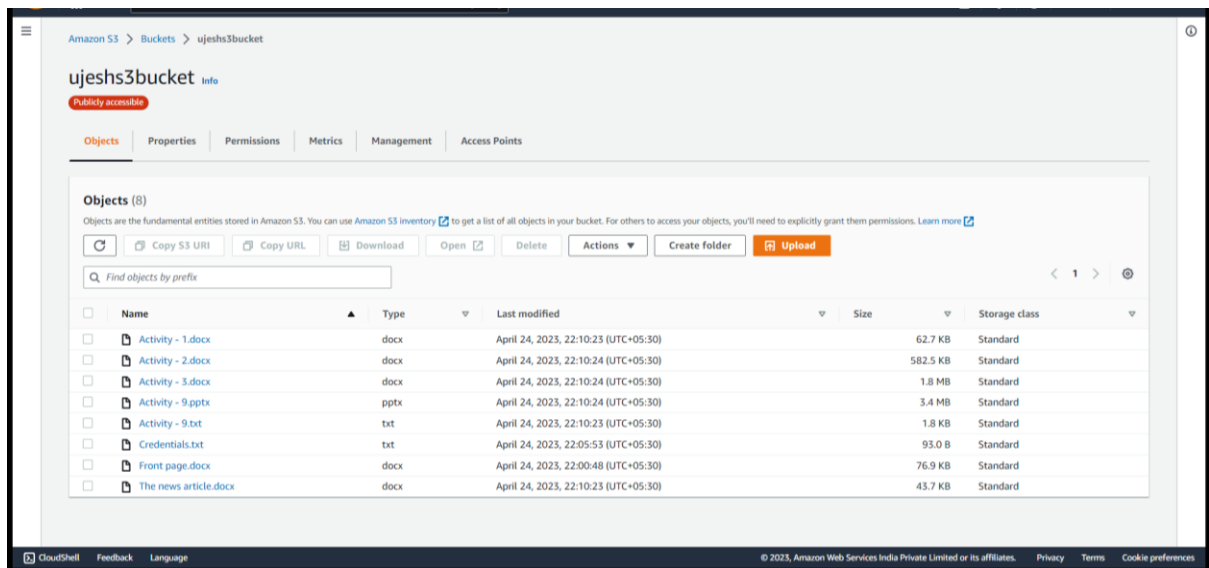 Amazon S3 > Buckets > ujeshs3bucket
ujeshs3bucket Info
Publicly accessible
Objects Properties Permissions Metrics Management Access Points
Objects (8)
Objects are the fundamental entities stored in Amazon S3. You can use Amazon S3 inventory to get a list of all objects in your bucket. For others to access your objects, you'll need to explicitly grant them permissions. Learn more
Copy S3 URI Copy URL Download Open Delete Actions Create folder Upload
Find objects by prefix 1
Name Type Last modified Size Storage class
Activity - 1.docx docx April 24, 2023, 22:10:23 (UTC+05:30) 62.7 KB Standard
Activity - 2.docx docx April 24, 2023, 22:10:24 (UTC+05:30) 582.5 KB Standard
Activity - 3.docx docx April 24, 2023, 22:10:24 (UTC+05:30) 1.8 MB Standard
Activity - 9.pptx pptx April 24, 2023, 22:10:24 (UTC+05:30) 3.4 MB Standard
Activity - 9.txt txt April 24, 2023, 22:10:23 (UTC+05:30) 1.8 KB Standard
Credentials.txt txt April 24, 2023, 22:05:53 (UTC+05:30) 93.0 B Standard
Front page.docx docx April 24, 2023, 22:00:48 (UTC+05:30) 76.9 KB Standard
The news article.docx docx April 24, 2023, 22:10:23 (UTC+05:30) 43.7 KB Standard
CloudShell Feedback Language © 2023, Amazon Web Services India Private Limited or its affiliates. Privacy Terms Cookie preferences